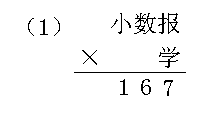 （1） 小数报
× 学
167